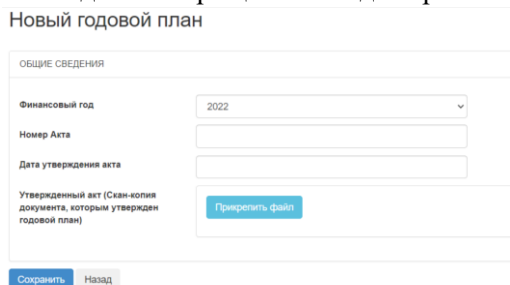 Новый годовой план
ОБЩИЕ СВЕДЕНИЯ
Финансовый год
2022
Номер Акта
Дата утверждения акта
Утвержденный акт (Скан-копия
документа, которым утвержден
годовой план)
Прикрепить файл
Сохранить Назад